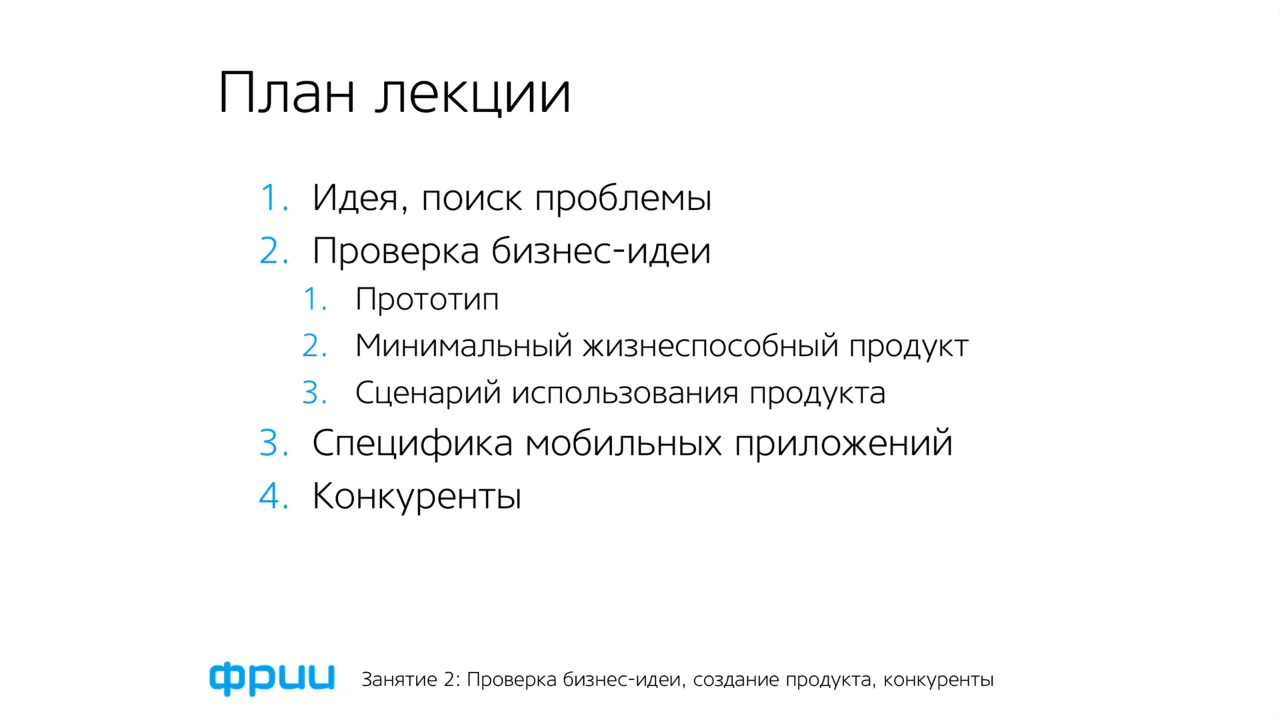 План лекции
1. Идея, поиск проблемы
2. Проверка бизнес-идеи
1. Прототип
2. Минимальный жизнеспособный продукт
3. Сценарий использования продукта
3. Специфика мобильных приложений
4. Конкуренты
фрии Занятие 2: Проверка бизнес-идеи, создание продукта, конкуренты